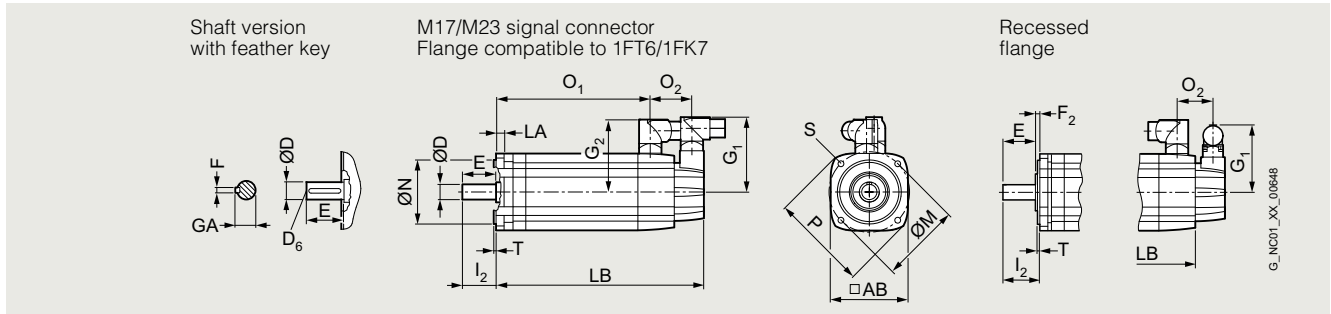 Shaft version
with feather key
M17/M23 signal connector
Flange compatible to 1FT6/1FK7
Recessed
flange
F
ØD
GA
E
D6
O1
O2
LA
G2
G1
ØD
E
ØN
T
I2
LB
S
P
ØM
□AB
E
F2
T
I2
O2
G1
LB
G_NC01_XX_00648